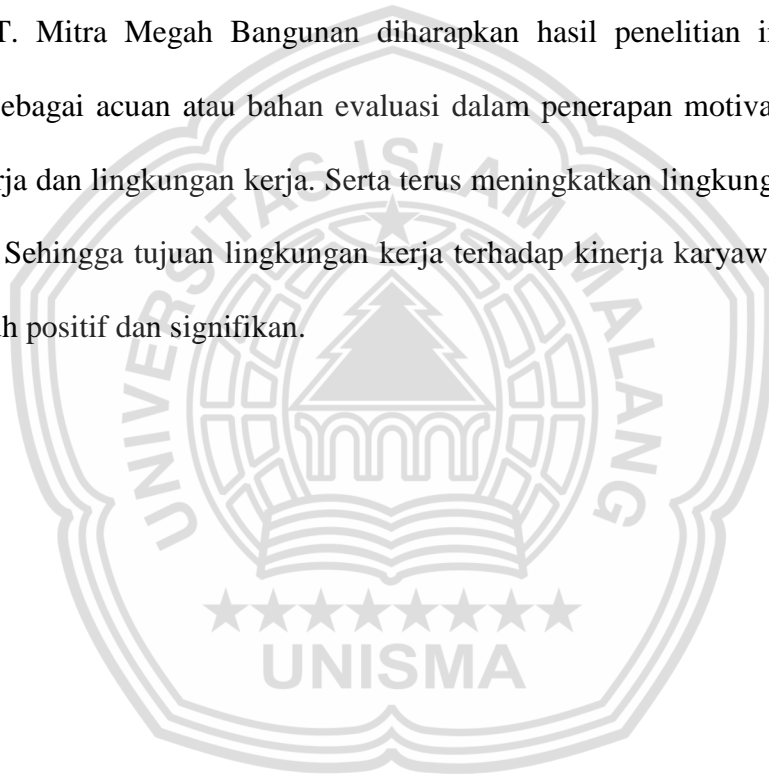 T. Mitra Megah Bangunan diharapkan hasil penelitian i
ebagai acuan atau bahan evaluasi dalam penerapan motiva
rja dan lingkungan kerja. Serta terus meningkatkan lingkung
Sehingga tujuan lingkungan kerja terhadap kinerja karyaw
h positif dan signifikan.
UNIVERSITAS ISLAM MALANG
UNISMA